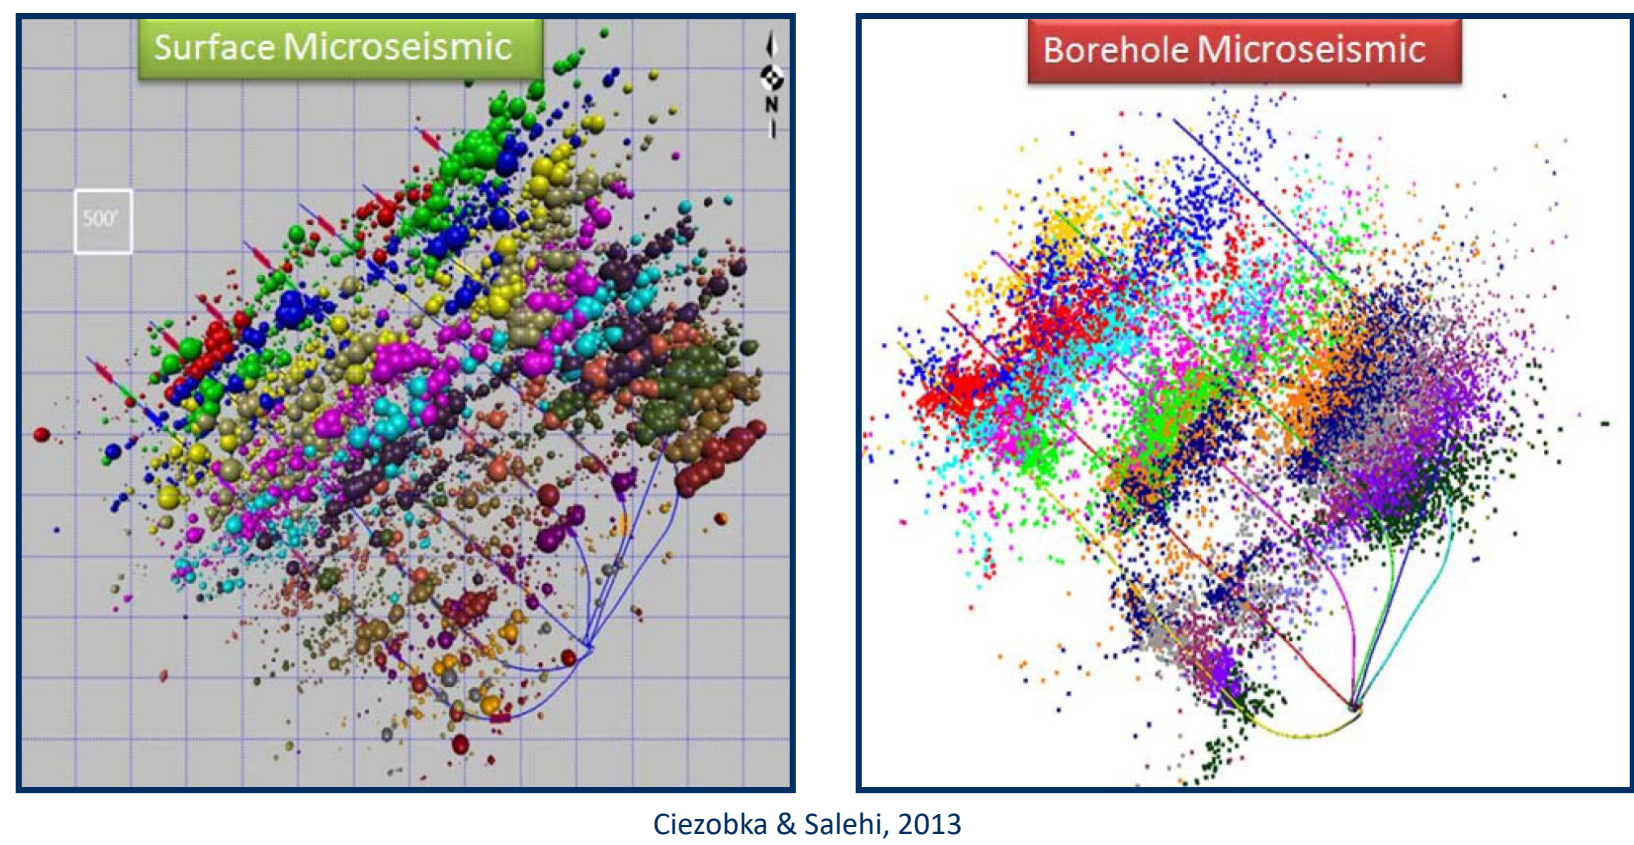 Surface Microseismic
N
500'
Borehole Microseismic
Ciezobka & Salehi, 2013